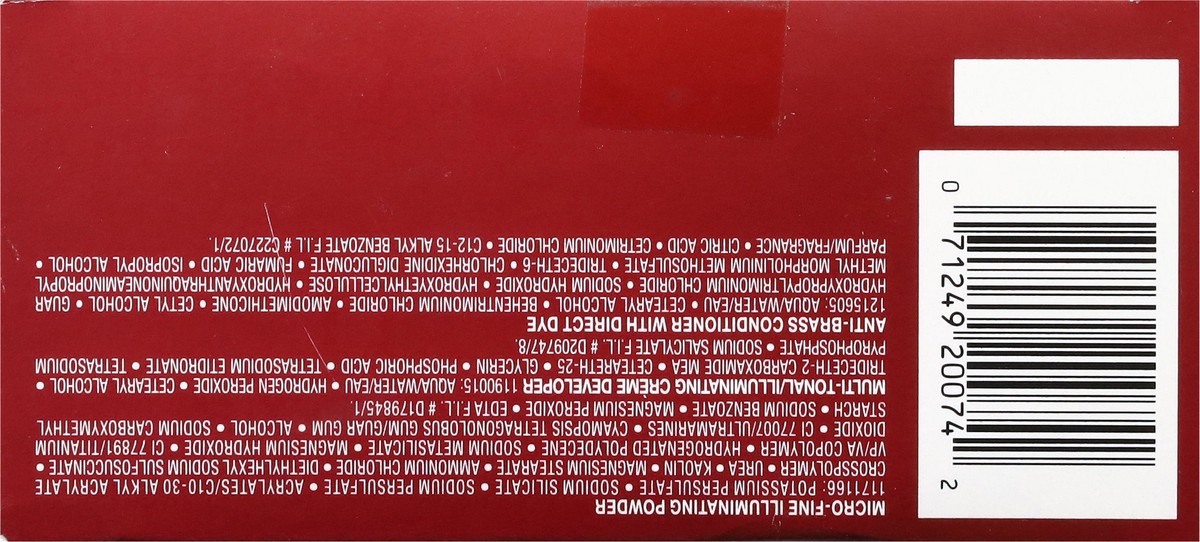 MICRO-FINE ILLUMINATING POWDER
1171166: POTASSIUM PERSULFATE • SODIUM SILICATE • SODIUM PERSULFATE • ACRYLATES/C10-30 ALKYL ACRYLATE
CROSSPOLYMER • UREA • KAOLIN • MAGNESIUM STEARATE • AMMONIUM CHLORIDE • DIETHYLHEXYL SODIUM SULFOSUCCINATE •
VP/VA COPOLYMER • HYDROGENATED POLYDECENE • SODIUM METASILICATE • MAGNESIUM HYDROXIDE • CI 77891/TITANIUM
DIOXIDE • CI 77007/ULTRAMARINES • CYAMOPSIS TETRAGONOLOBUS GUM/GUAR GUM • ALCOHOL • SODIUM CARBOXYMETHYL
STARCH • SODIUM BENZOATE • MAGNESIUM PEROXIDE • EDTA F.I.L. # D179845/1.
MULTI-TONAL/ILLUMINATING CRÈME DEVELOPER 1190015: AQUA/WATER/EAU • HYDROGEN PEROXIDE • CETEARYL ALCOHOL •
TRIDECETH-2 CARBOXAMIDE MEA • CETEARETH-25 • GLYCERIN • PHOSPHORIC ACID • TETRASODIUM ETIDRONATE • TETRASODIUM
PYROPHOSPHATE • SODIUM SALICYLATE F.I.L. # D209747/8.
ANTI-BRASS CONDITIONER WITH DIRECT DYE
1215605: AQUA/WATER/EAU • CETEARYL ALCOHOL • BEHENTRIMONIUM CHLORIDE • AMODIMETHICONE • CETYL ALCOHOL • GUAR
HYDROXYPROPYLTRIMONIUM CHLORIDE • SODIUM HYDROXIDE • HYDROXYETHYLCELLULOSE • HYDROXYANTHRAQUINONEAMINOPROPYL
METHYL MORPHOLINIUM METHOSULFATE • TRIDECETH-6 • CHLORHEXIDINE DIGLUCONATE • FUMARIC ACID • ISOPROPYL ALCOHOL •
PARFUM/FRAGRANCE • CITRIC ACID • CETRIMONIUM CHLORIDE • C12-15 ALKYL BENZOATE F.I.L # C227072/1.
0 71249 20074 2